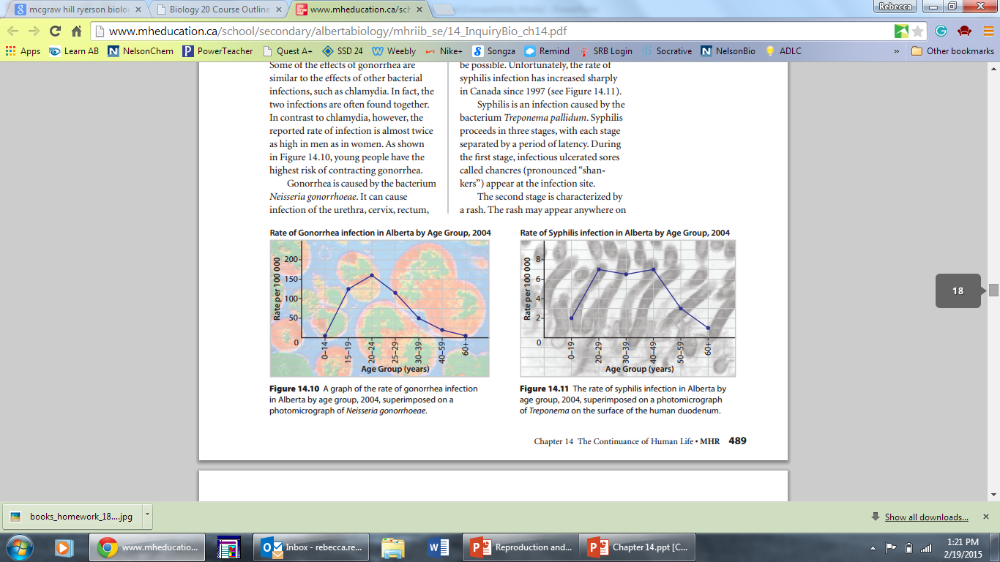 mcgraw hill ryerson biolog
Biology 20 Course Outline
www.mheducation.ca/sch
Rebecca
www.mheducation.ca/school/secondary/albertabiology/mhriib_se/14_InquiryBio_ch14.pdf
Apps
Learn AB
NelsonChem
PowerTeacher
Quest A+
SSD 24
Weebly
Nike+
Songza
Remind
SRB Login
Socrative
NelsonBio
ADLC
»
Other bookmarks
Some of the effects of gonorrhea are
similar to the effects of other bacterial
infections, such as chlamydia. In fact, the
two infections are often found together.
In contrast to chlamydia, however, the
reported rate of infection is almost twice
as high in men as in women. As shown
in Figure 14.10, young people have the
highest risk of contracting gonorrhea.
Gonorrhea is caused by the bacterium
Neisseria gonorrhoeae. It can cause
infection of the urethra, cervix, rectum,
be possible. Unfortunately, the rate of
syphilis infection has increased sharply
in Canada since 1997 (see Figure 14.11).
Syphilis is an infection caused by the
bacterium Treponema pallidum. Syphilis
proceeds in three stages, with each stage
separated by a period of latency. During
the first stage, infectious ulcerated sores
called chancres (pronounced “shan-
kers”) appear at the infection site.
The second stage is characterized by
a rash. The rash may appear anywhere on
Rate of Gonorrhea infection in Alberta by Age Group, 2004
Rate per 100 000
200
150
100
50
0
0–14
15–19
20–24
25–29
30–39
40–59
60+
Age Group (years)
Figure 14.10 A graph of the rate of gonorrhea infection
in Alberta by age group, 2004, superimposed on a
photomicrograph of Neisseria gonorrhoeae.
Rate of Syphilis infection in Alberta by Age Group, 2004
Rate per 100 000
8
6
4
2
0
0–19
20–29
30–39
40–49
50–59
60+
Age Group (years)
Figure 14.11 The rate of syphilis infection in Alberta by
age group, 2004, superimposed on a photomicrograph
of Treponema on the surface of the human duodenum.
Chapter 14 The Continuance of Human Life • MHR 489
18
books_homework_18....jpg
Show all downloads...
www.mheducatio...
Inbox - rebecca.re...
Reproduction and...
Chapter 14.ppt [C...
1:21 PM
2/19/2015